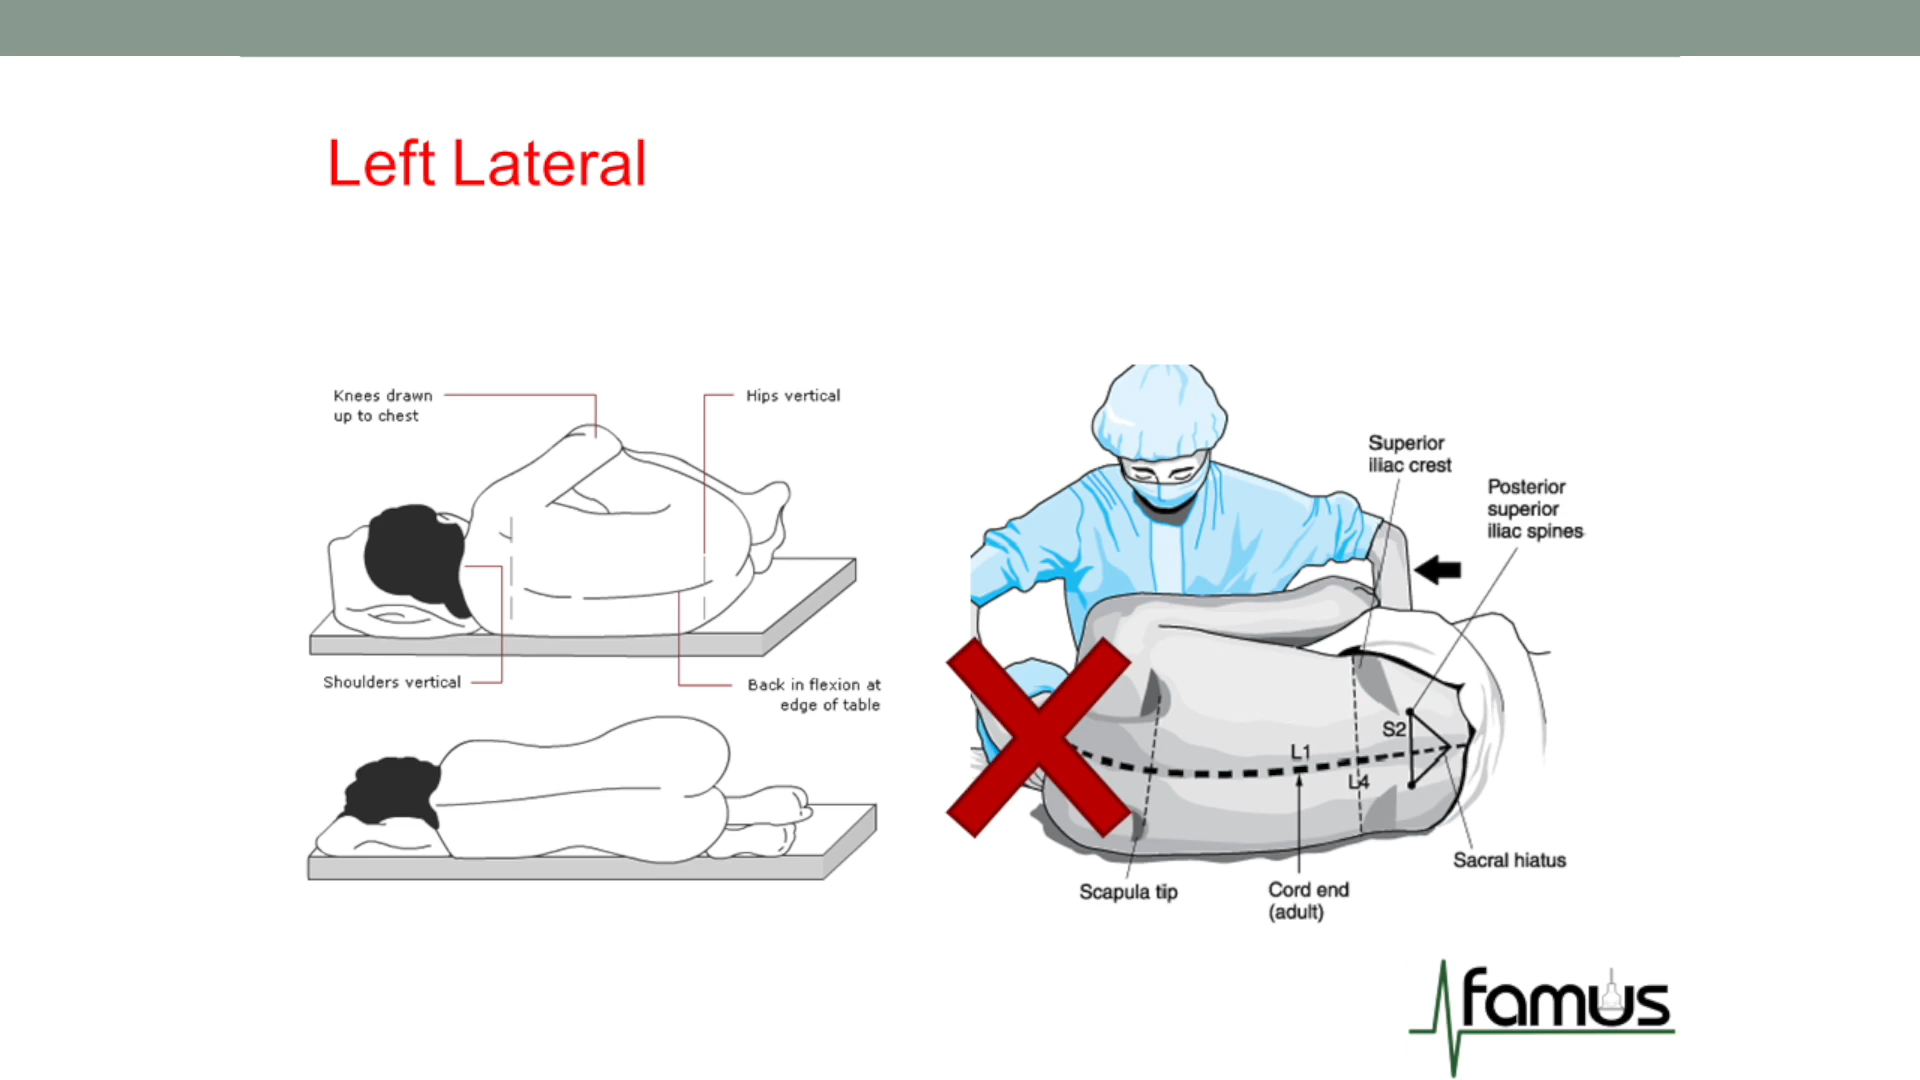 Left Lateral
Knees drawn
up to chest
Hips vertical
Shoulders vertical
Back in flexion at
edge of table
Superior
iliac crest
Posterior
superior
iliac spines
S2
L1
L4
Sacral hiatus
Scapula tip
Cord end
(adult)
famus